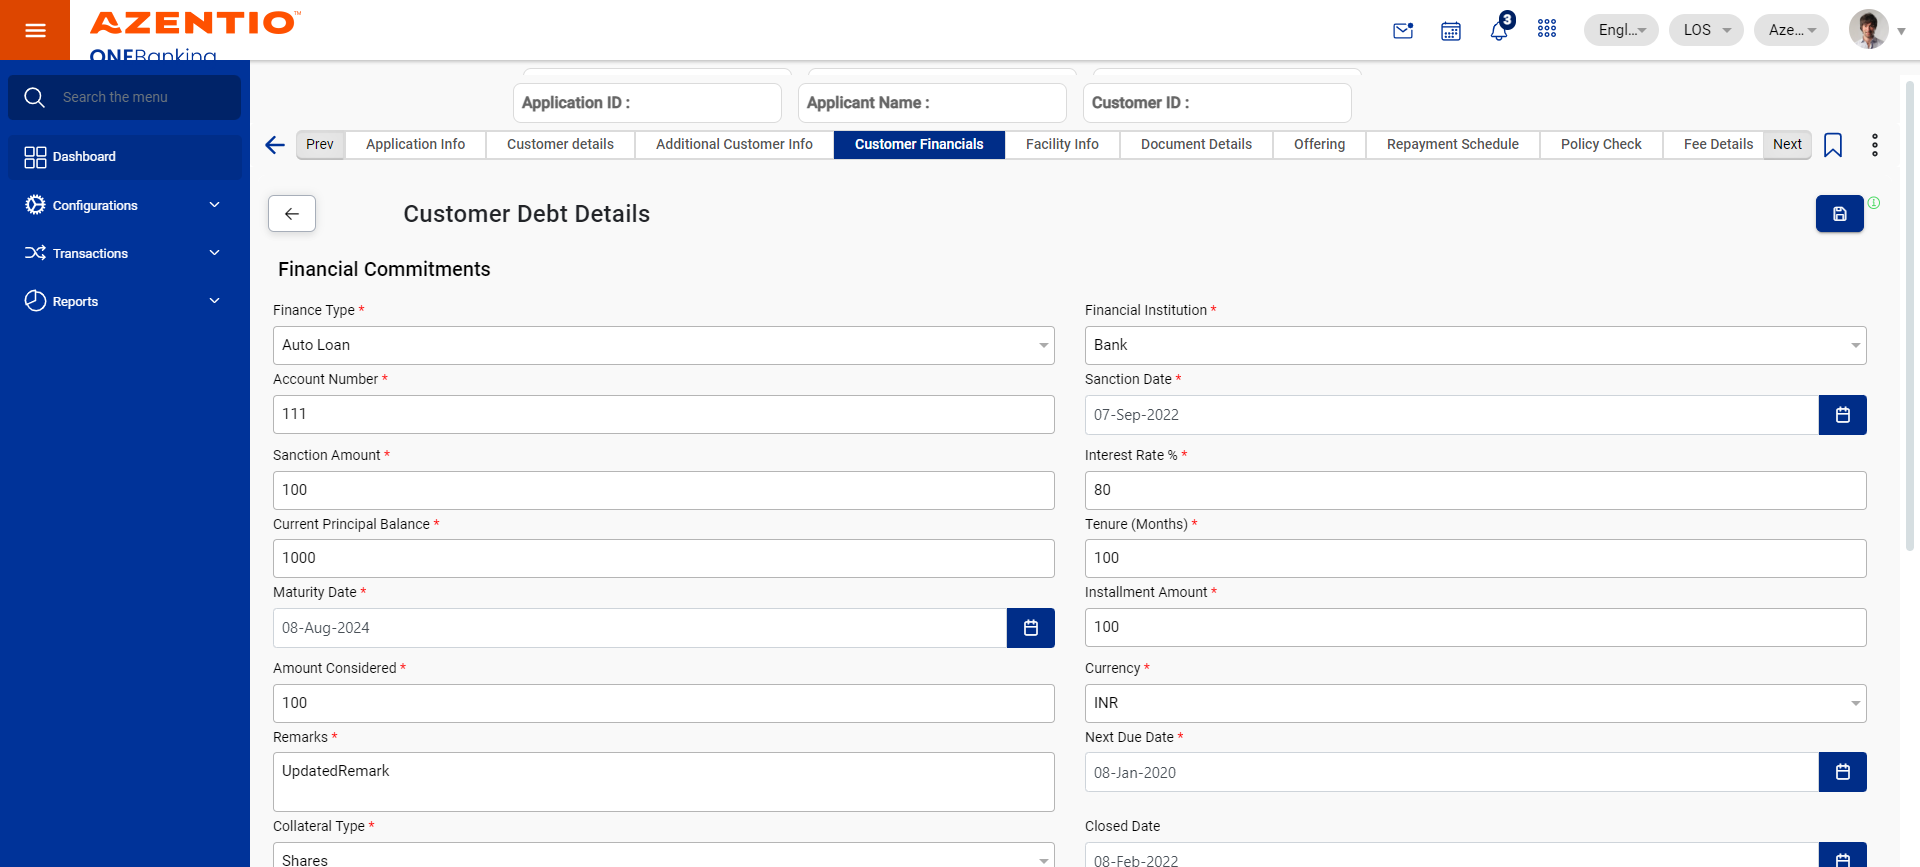 AZENTIO™
ONEBanking
3
Engl...
LOS
Aze...
Search the menu
Dashboard
Configurations
Transactions
Reports
Application ID :
Applicant Name :
Customer ID :
Prev
Application Info
Customer details
Additional Customer Info
Customer Financials
Facility Info
Document Details
Offering
Repayment Schedule
Policy Check
Fee Details
Next
Customer Debt Details
Financial Commitments
Finance Type *
Auto Loan
Financial Institution *
Bank
Account Number *
111
Sanction Date *
07-Sep-2022
Sanction Amount *
100
Interest Rate % *
80
Current Principal Balance *
1000
Tenure (Months) *
100
Maturity Date *
08-Aug-2024
Installment Amount *
100
Amount Considered *
100
Currency *
INR
Remarks *
UpdatedRemark
Next Due Date *
08-Jan-2020
Collateral Type *
Shares
Closed Date
08-Feb-2022